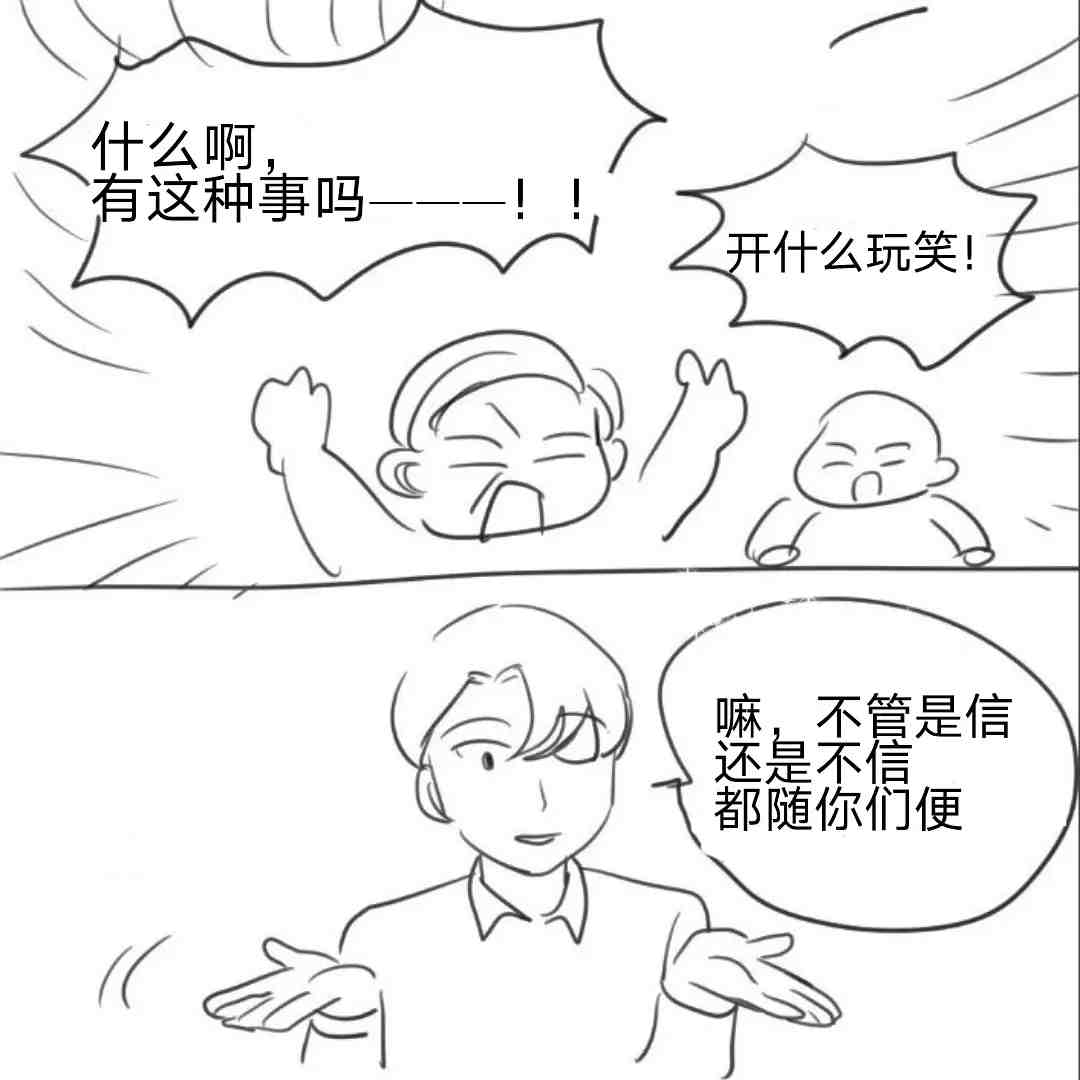 什么啊，
有这种事吗———！！
开什么玩笑！
嘛，不管是信
还是不信
都随你们便